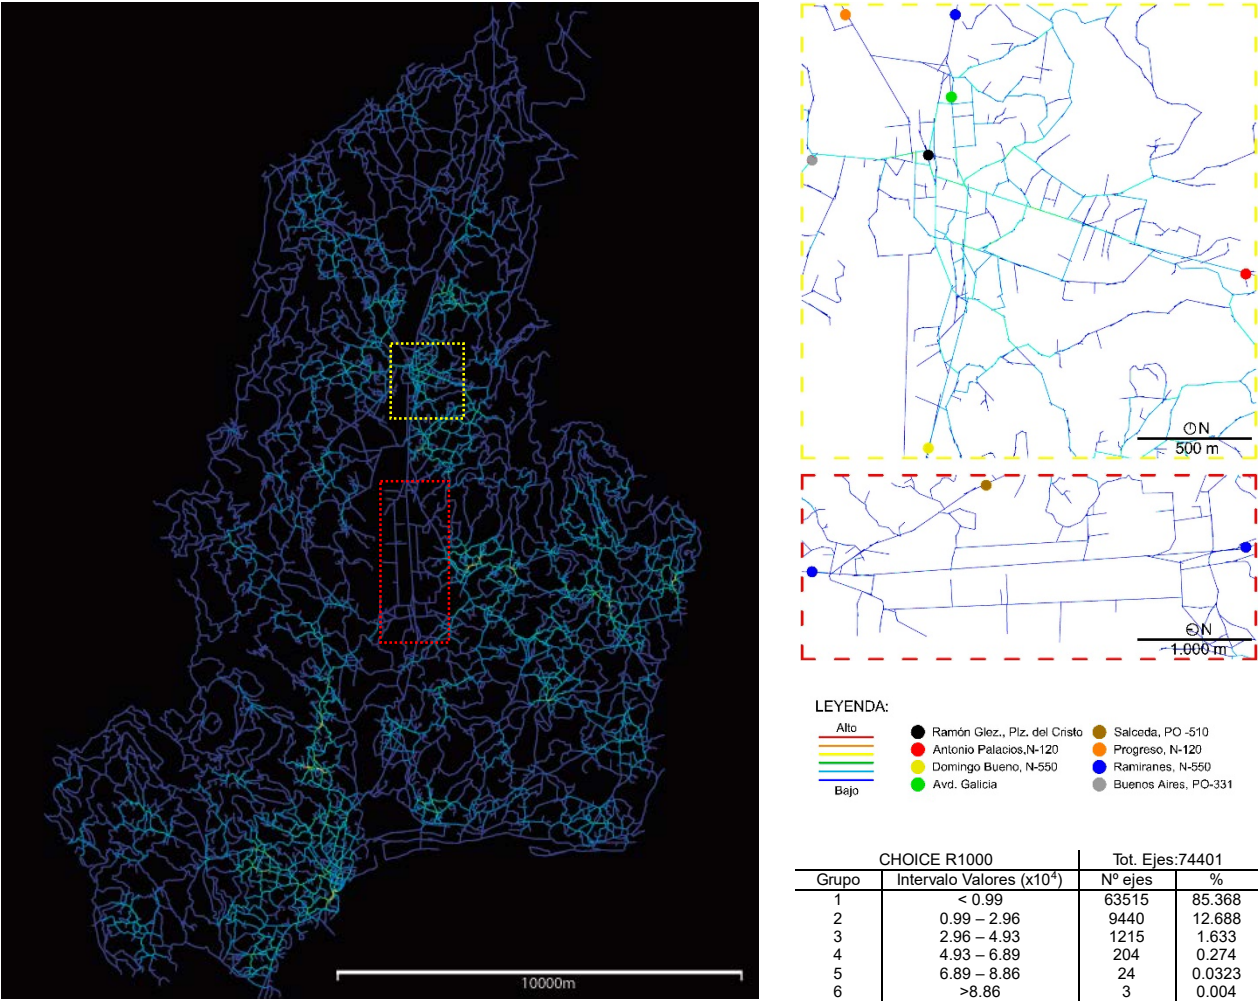 10000m
N
500 m
N
1.000 m
LEYENDA:
Alto
Bajo
Ramón Glez., Plz. del Cristo
Antonio Palacios,N-120
Domingo Bueno, N-550
Avd. Galicia
Salceda, PO -510
Progreso, N-120
Ramiranes, N-550
Buenos Aires, PO-331
CHOICE R1000 Tot. Ejes:74401
Grupo Intervalo Valores (x10⁴) Nº ejes %
1 < 0.99 63515 85.368
2 0.99 – 2.96 9440 12.688
3 2.96 – 4.93 1215 1.633
4 4.93 – 6.89 204 0.274
5 6.89 – 8.86 24 0.0323
6 >8.86 3 0.004